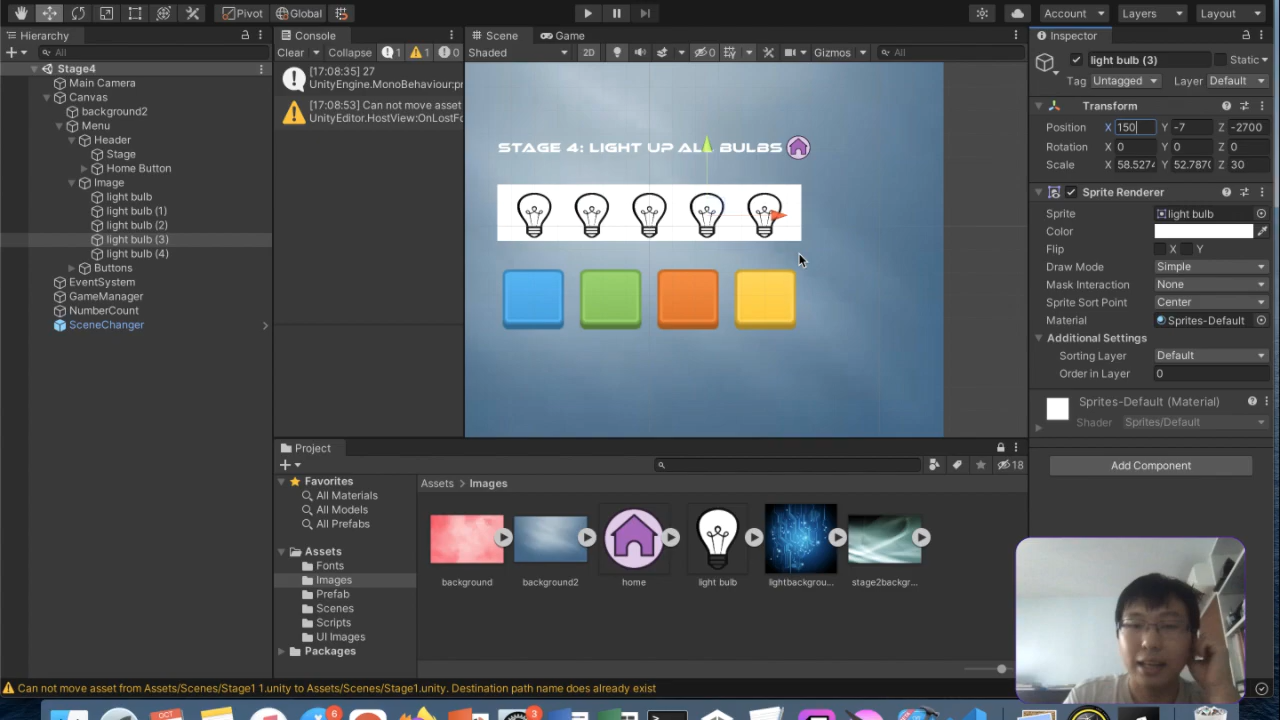 Pivot Global Account Layers Layout
Hierarchy
All
Stage4
Main Camera
Canvas
background2
Menu
Header
Stage
Home Button
Image
light bulb
light bulb (1)
light bulb (2)
light bulb (3)
light bulb (4)
Buttons
EventSystem
GameManager
NumberCount
SceneChanger
Console
Clear Collapse 1 1 0
[17:08:35] 27
UnityEngine.MonoBehaviour:pr
[17:08:53] Can not move asset
UnityEditor.HostView:OnLostFo
Scene Game
Shaded 2D 0 Gizmos All
STAGE 4: LIGHT UP ALL BULBS
Project
18
Favorites
All Materials
All Models
All Prefabs
Assets
Fonts
Images
Prefab
Scenes
Scripts
UI Images
Packages
Assets > Images
background background2 home light bulb lightbackgrou... stage2backgr...
Inspector
light bulb (3) Static
Tag Untagged Layer Default
Transform
Position X 150 Y -7 Z -2700
Rotation X 0 Y 0 Z 0
Scale X 58.5274 Y 52.7870 Z 30
Sprite Renderer
Sprite light bulb
Color
Flip X Y
Draw Mode Simple
Mask Interaction None
Sprite Sort Point Center
Material Sprites-Default
Additional Settings
Sorting Layer Default
Order in Layer 0
Sprites-Default (Material)
Shader Sprites/Default
Add Component
Can not move asset from Assets/Scenes/Stage1 1.unity to Assets/Scenes/Stage1.unity. Destination path name does already exist
OCT 6 3